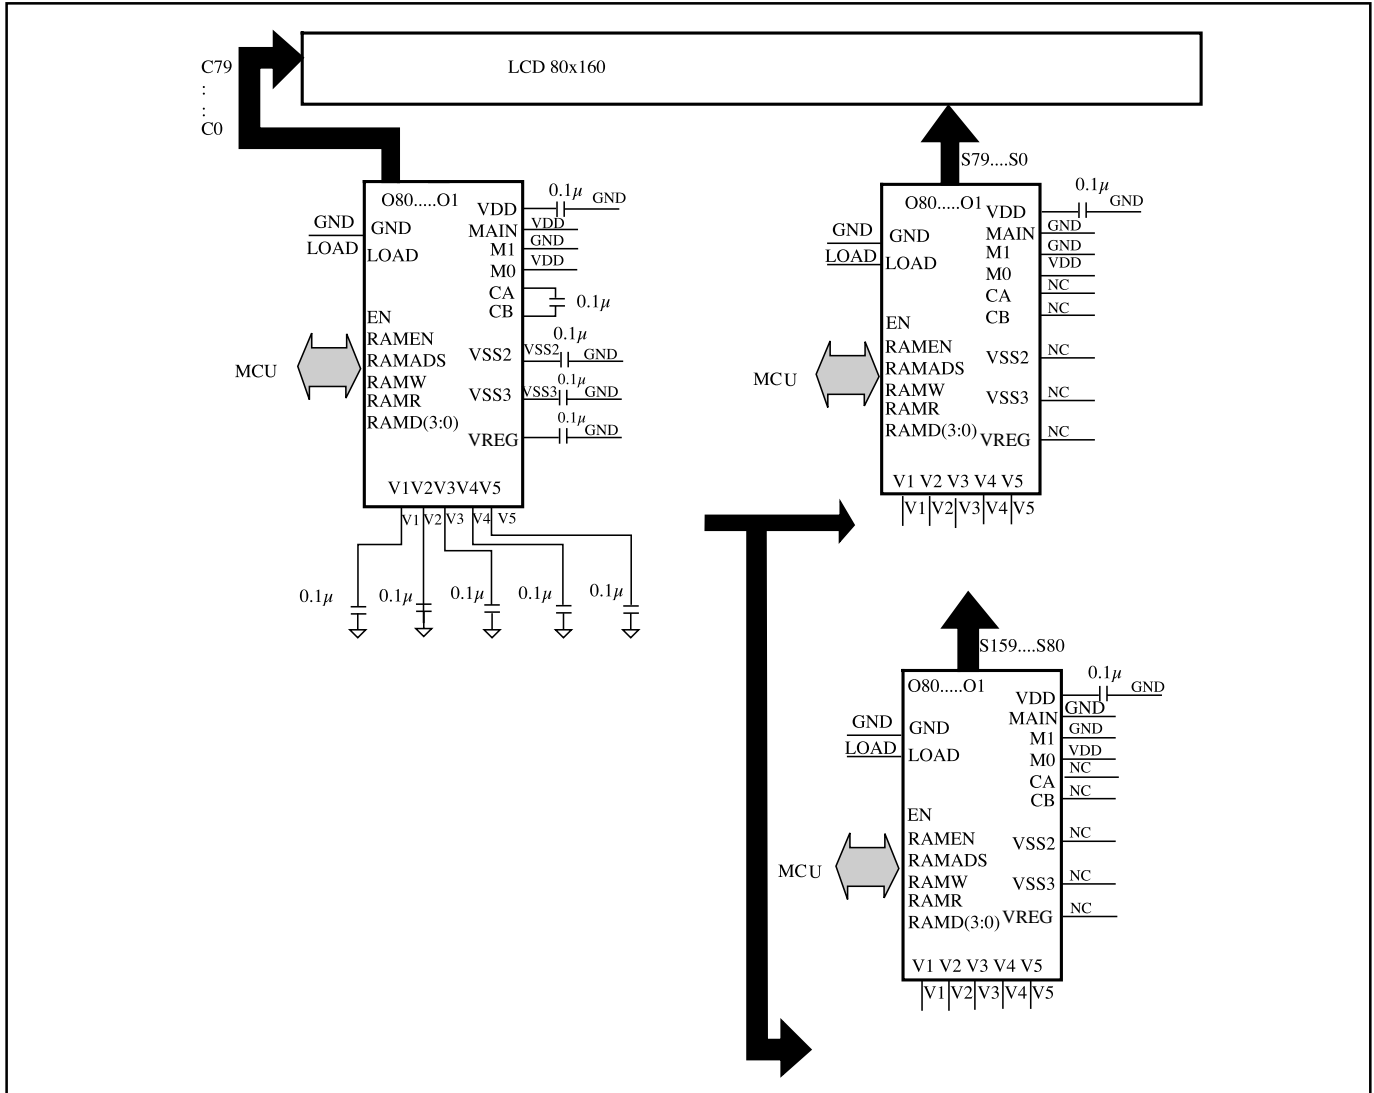 LCD 80x160
C79
:
.
:
C0
O80.....O1
GND
GND
LOAD
LOAD
EN
RAMEN
RAMADS
RAMW
RAMR
RAMD(3:0)
MCU
VDD
0.1µ
GND
MAIN
VDD
M1
GND
M0
VDD
CA
CB
0.1µ
VSS2
VSS2
0.1µ
GND
VSS3
VSS3
0.1µ
GND
VREG
0.1µ
GND
V1V2V3V4V5
V1 V2 V3 V4 V5
0.1µ 0.1µ 0.1µ 0.1µ 0.1µ
S79....S0
O80.....O1
GND
GND
LOAD
LOAD
EN
RAMEN
RAMADS
RAMW
RAMR
RAMD(3:0)
MCU
VDD
0.1µ
GND
MAIN
GND
M1
GND
M0
VDD
CA
NC
CB
NC
VSS2
NC
VSS3
NC
VREG
NC
V1 V2 V3 V4 V5
V1 V2 V3 V4 V5
S159....S80
O80.....O1
GND
GND
LOAD
LOAD
EN
RAMEN
RAMADS
RAMW
RAMR
RAMD(3:0)
MCU
VDD
0.1µ
GND
MAIN
GND
M1
GND
M0
VDD
CA
NC
CB
NC
VSS2
NC
VSS3
NC
VREG
NC
V1 V2 V3 V4 V5
V1 V2 V3 V4 V5